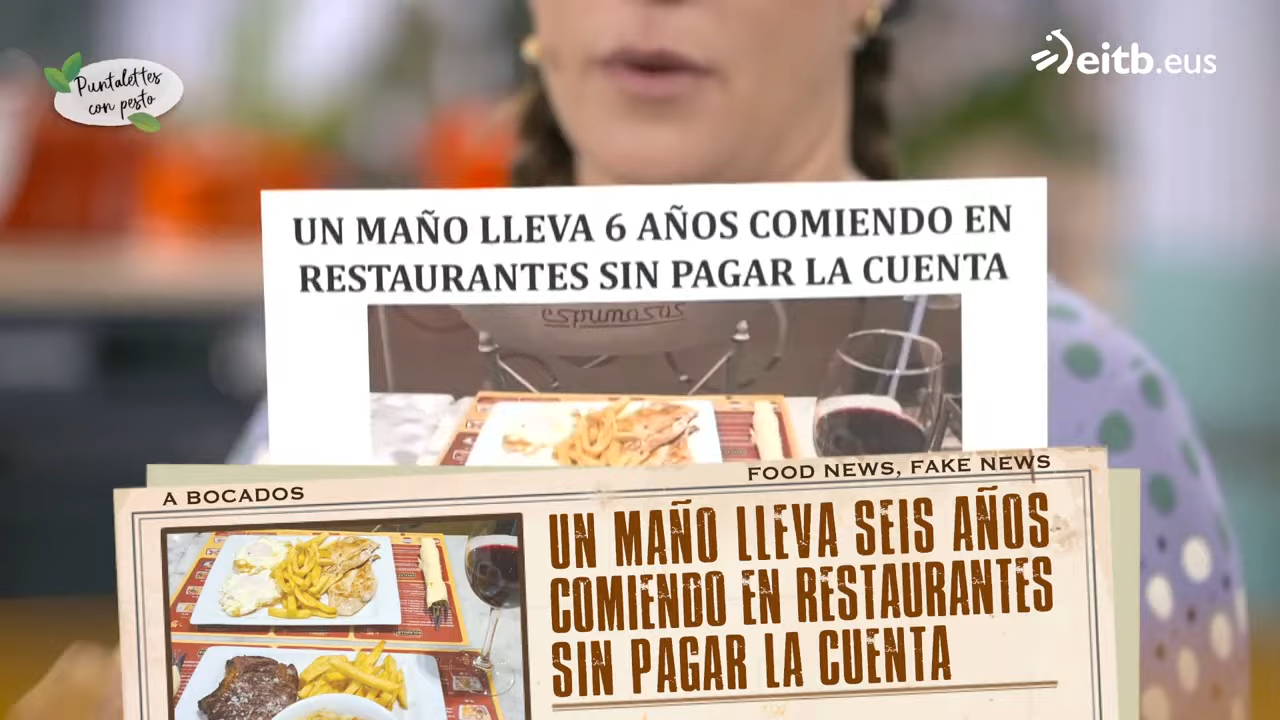 Puntalettes
con pesto
eitb.eus
UN MAÑO LLEVA 6 AÑOS COMIENDO EN
RESTAURANTES SIN PAGAR LA CUENTA
espumosos
A BOCADOS
FOOD NEWS, FAKE NEWS
UN MAÑO LLEVA SEIS AÑOS
COMIENDO EN RESTAURANTES
SIN PAGAR LA CUENTA